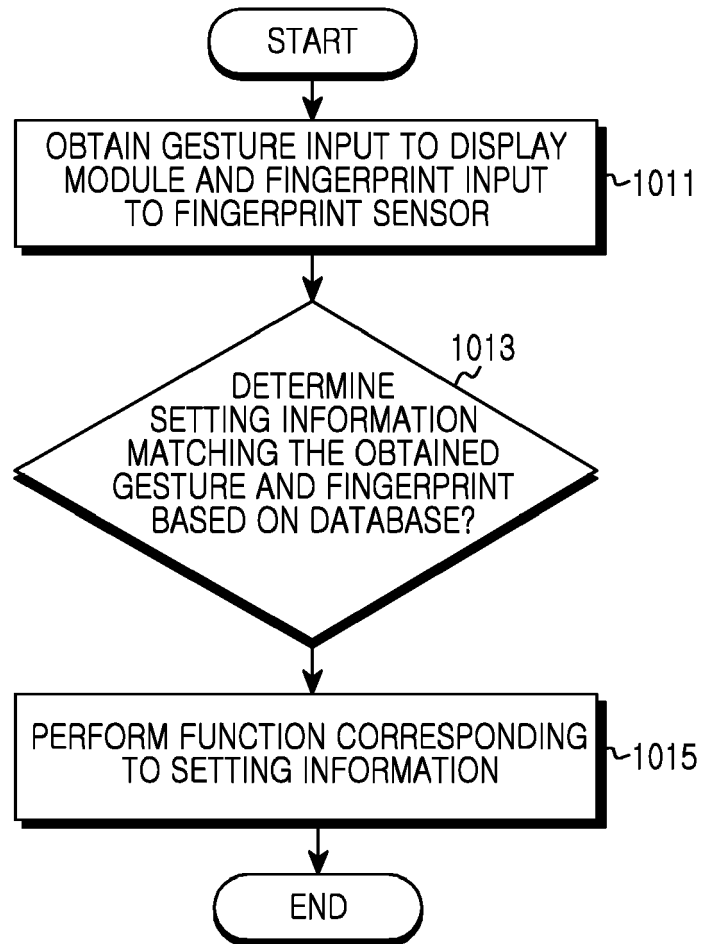 START
OBTAIN GESTURE INPUT TO DISPLAY
MODULE AND FINGERPRINT INPUT
TO FINGERPRINT SENSOR
1011
1013
DETERMINE
SETTING INFORMATION
MATCHING THE OBTAINED
GESTURE AND FINGERPRINT
BASED ON DATABASE?
PERFORM FUNCTION CORRESPONDING
TO SETTING INFORMATION
1015
END